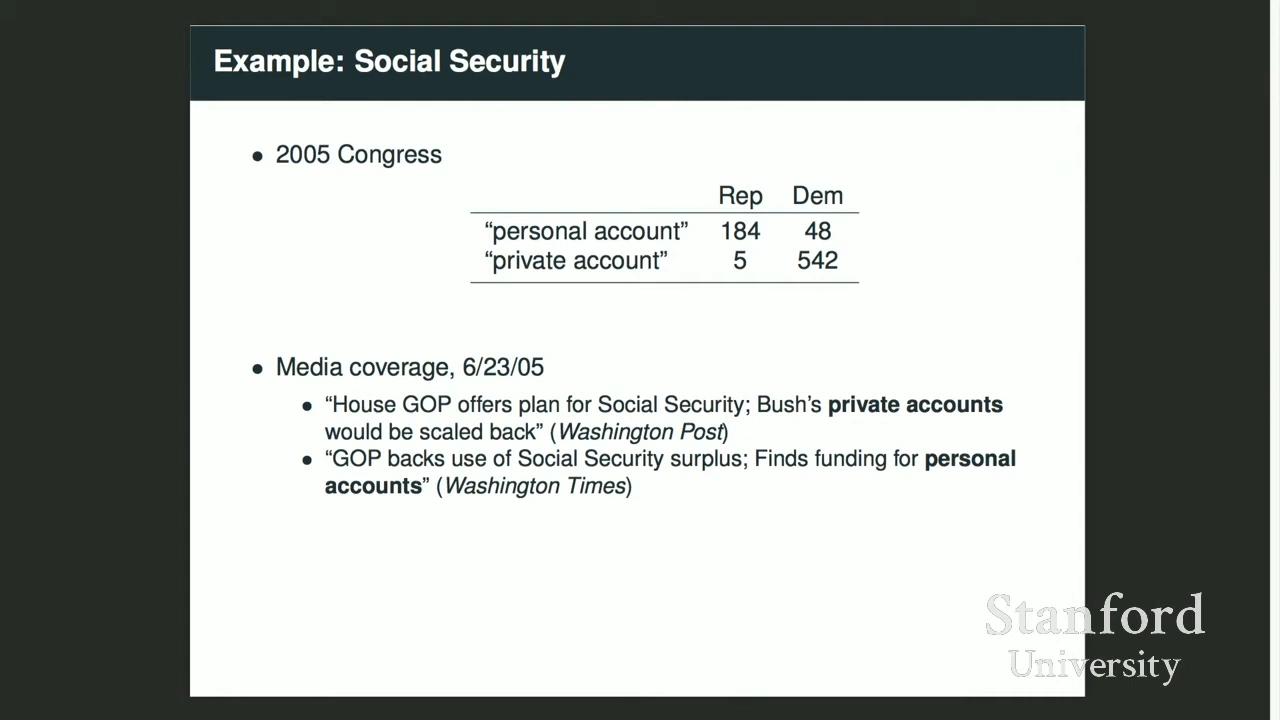 Example: Social Security
• 2005 Congress
Rep Dem
“personal account” 184 48
“private account” 5 542
• Media coverage, 6/23/05
• “House GOP offers plan for Social Security; Bush’s private accounts
would be scaled back” (Washington Post)
• “GOP backs use of Social Security surplus; Finds funding for personal
accounts” (Washington Times)
Stanford
University